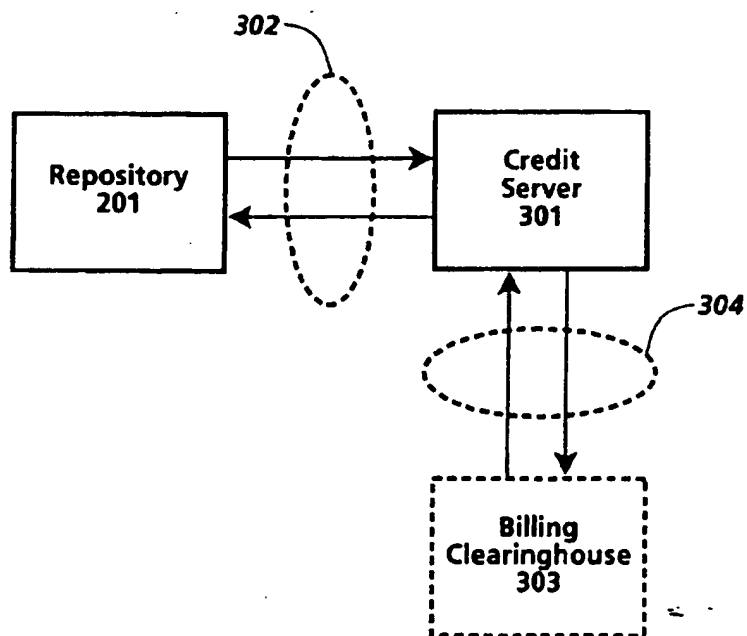 302
Repository
201
Credit
Server
301
304
Billing
Clearinghouse
303